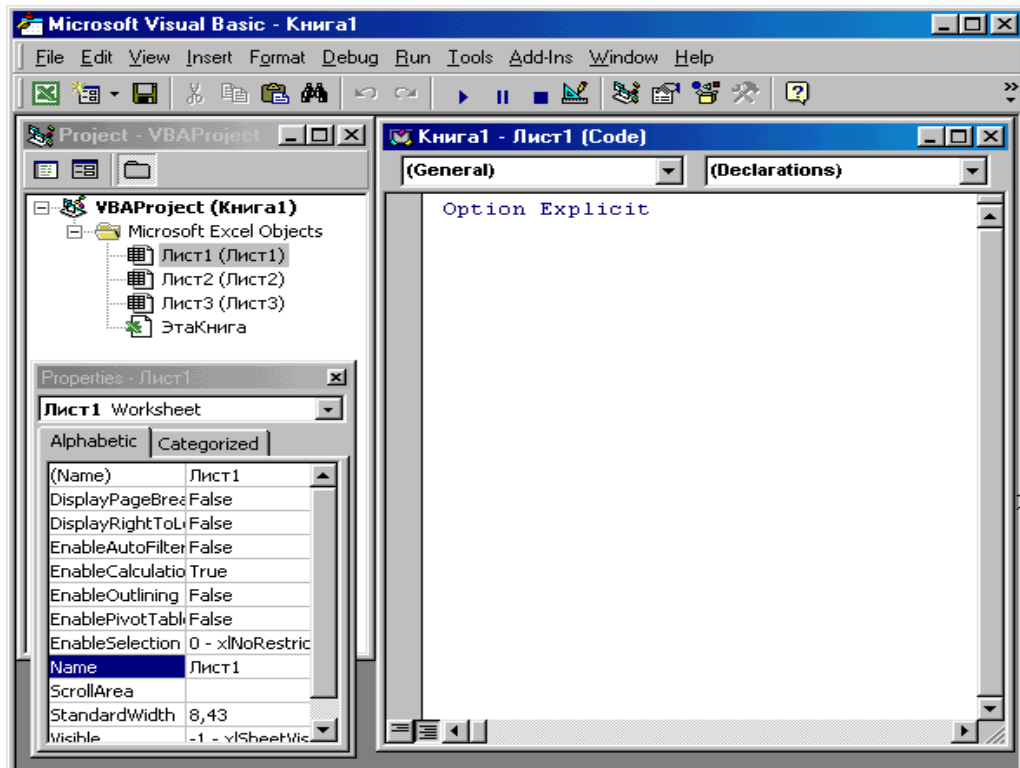 Microsoft Visual Basic - Книга1
File Edit View Insert Format Debug Run Tools Add-Ins Window Help
Project - VBAProject
VBAProject (Книга1)
Microsoft Excel Objects
Лист1 (Лист1)
Лист2 (Лист2)
Лист3 (Лист3)
ЭтаКнига
Properties - Лист1
Лист1 Worksheet
Alphabetic Categorized
(Name) Лист1
DisplayPageBrea False
DisplayRightToL False
EnableAutoFilter False
EnableCalculatio True
EnableOutlining False
EnablePivotTabl False
EnableSelection 0 - xlNoRestric
Name Лист1
ScrollArea
StandardWidth 8,43
Visible -1 - xlSheetVis
Книга1 - Лист1 (Code)
(General) (Declarations)
Option Explicit